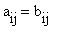 aᵢⱼ = bᵢⱼ